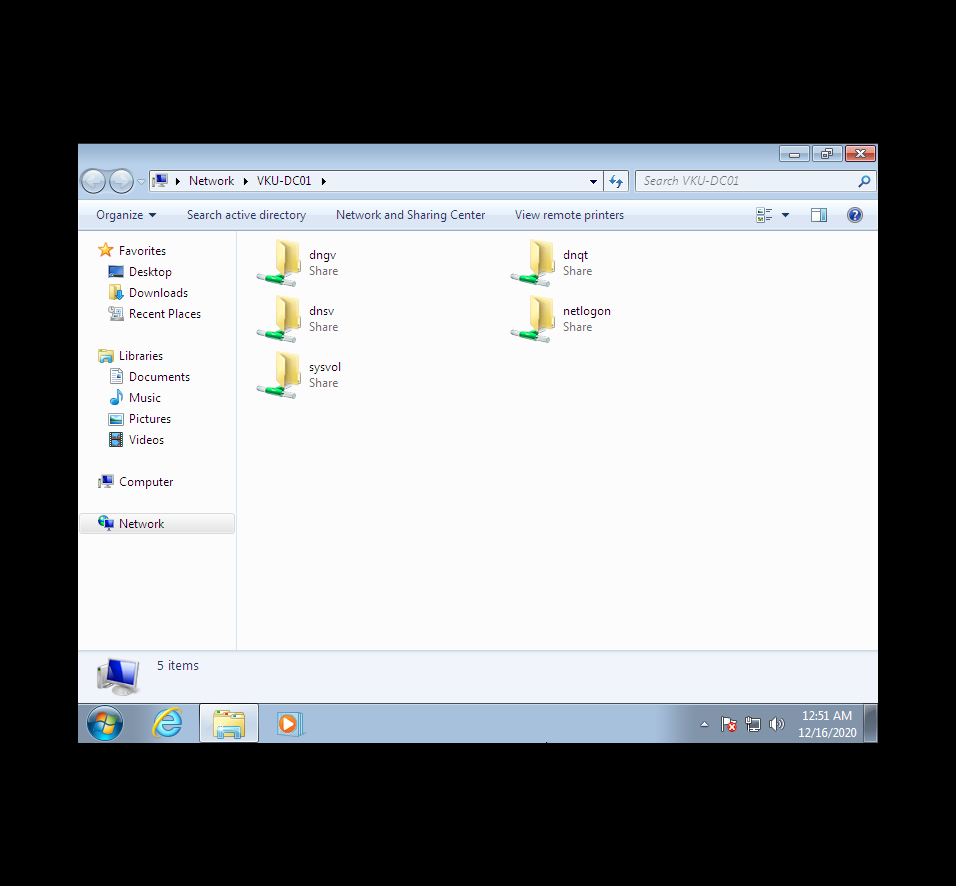 Network VKU-DC01
Search VKU-DC01
Organize Search active directory Network and Sharing Center View remote printers
Favorites
Desktop
Downloads
Recent Places
Libraries
Documents
Music
Pictures
Videos
Computer
Network
dngv
Share
dnqt
Share
dnsv
Share
netlogon
Share
sysvol
Share
5 items
12:51 AM
12/16/2020